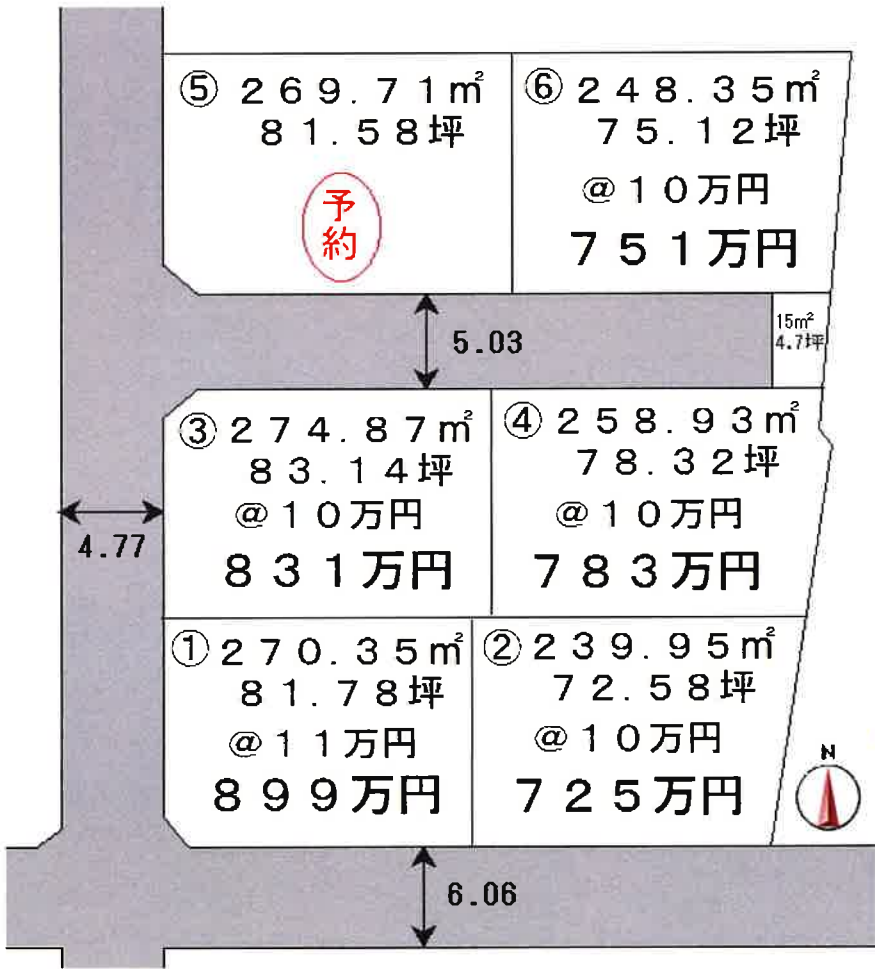 ⑤ 269.71㎡
81.58坪
予
約
⑥ 248.35㎡
75.12坪
@10万円
751万円
5.03
15m²
4.7坪
③ 274.87㎡
83.14坪
@10万円
831万円
④ 258.93㎡
78.32坪
@10万円
783万円
4.77
① 270.35㎡
81.78坪
@11万円
899万円
② 239.95㎡
72.58坪
@10万円
725万円
N
6.06